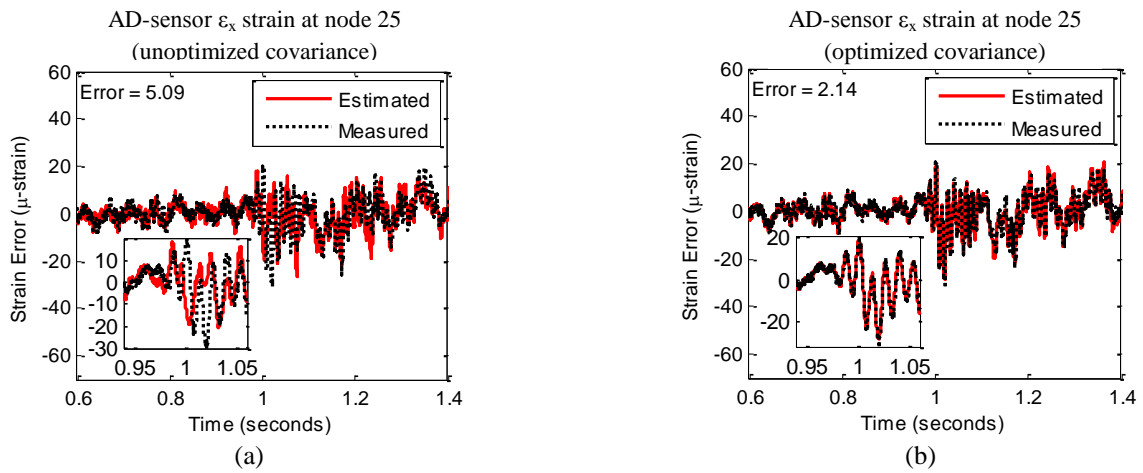 AD-sensor εx strain at node 25
(unoptimized covariance)
60
40
20
0
-20
-40
-60
Strain Error (μ-strain)
Error = 5.09
Estimated
Measured
10
0
-10
-20
-30
0.95 1 1.05
0.6 0.8 1 1.2 1.4
Time (seconds)
(a)
AD-sensor εx strain at node 25
(optimized covariance)
60
40
20
0
-20
-40
-60
Strain Error (μ-strain)
Error = 2.14
Estimated
Measured
20
0
-20
0.95 1 1.05
0.6 0.8 1 1.2 1.4
Time (seconds)
(b)